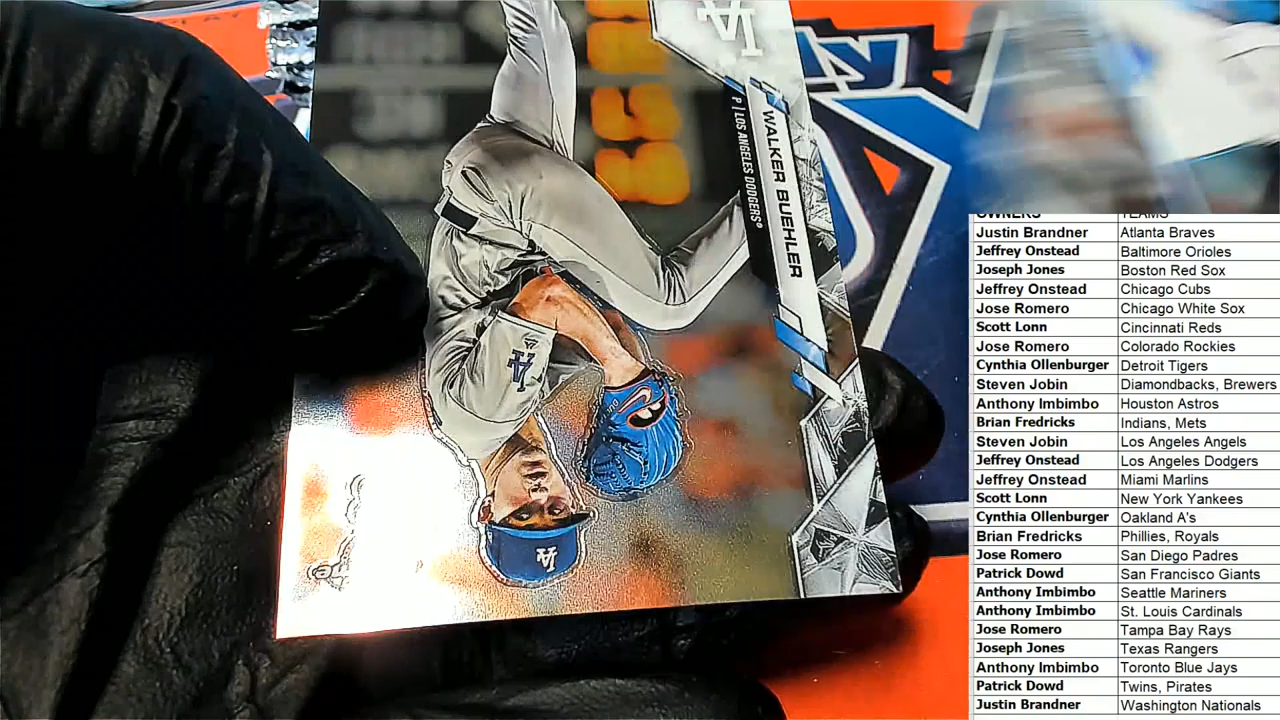 WALKER BUEHLER
P | LOS ANGELES DODGERS®
LA
LA
LA
OWNERS TEAMS
Justin Brandner Atlanta Braves
Jeffrey Onstead Baltimore Orioles
Joseph Jones Boston Red Sox
Jeffrey Onstead Chicago Cubs
Jose Romero Chicago White Sox
Scott Lonn Cincinnati Reds
Jose Romero Colorado Rockies
Cynthia Ollenburger Detroit Tigers
Steven Jobin Diamondbacks, Brewers
Anthony Imbimbo Houston Astros
Brian Fredricks Indians, Mets
Steven Jobin Los Angeles Angels
Jeffrey Onstead Los Angeles Dodgers
Jeffrey Onstead Miami Marlins
Scott Lonn New York Yankees
Cynthia Ollenburger Oakland A's
Brian Fredricks Phillies, Royals
Jose Romero San Diego Padres
Patrick Dowd San Francisco Giants
Anthony Imbimbo Seattle Mariners
Anthony Imbimbo St. Louis Cardinals
Jose Romero Tampa Bay Rays
Joseph Jones Texas Rangers
Anthony Imbimbo Toronto Blue Jays
Patrick Dowd Twins, Pirates
Justin Brandner Washington Nationals